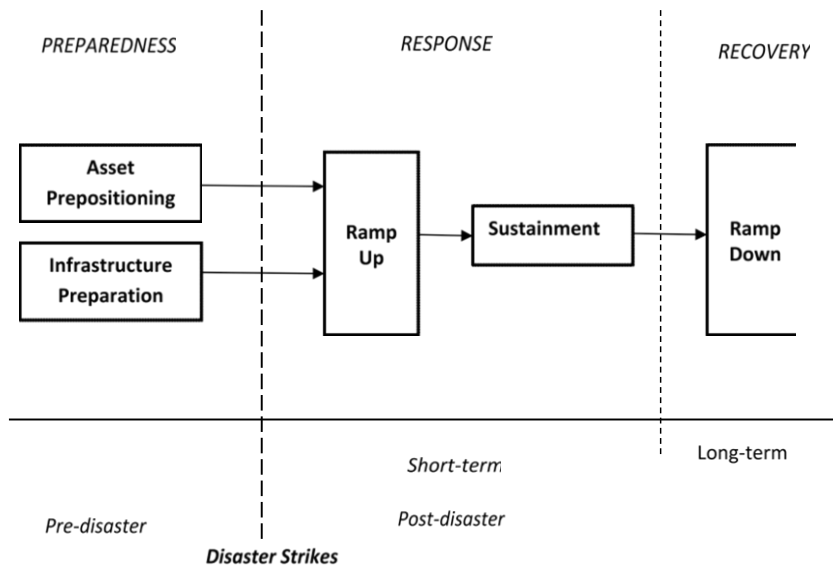 PREPAREDNESS
RESPONSE
RECOVERY
Asset
Prepositioning
Infrastructure
Preparation
Ramp
Up
Sustainment
Ramp
Down
Short-term
Long-term
Pre-disaster
Post-disaster
Disaster Strikes